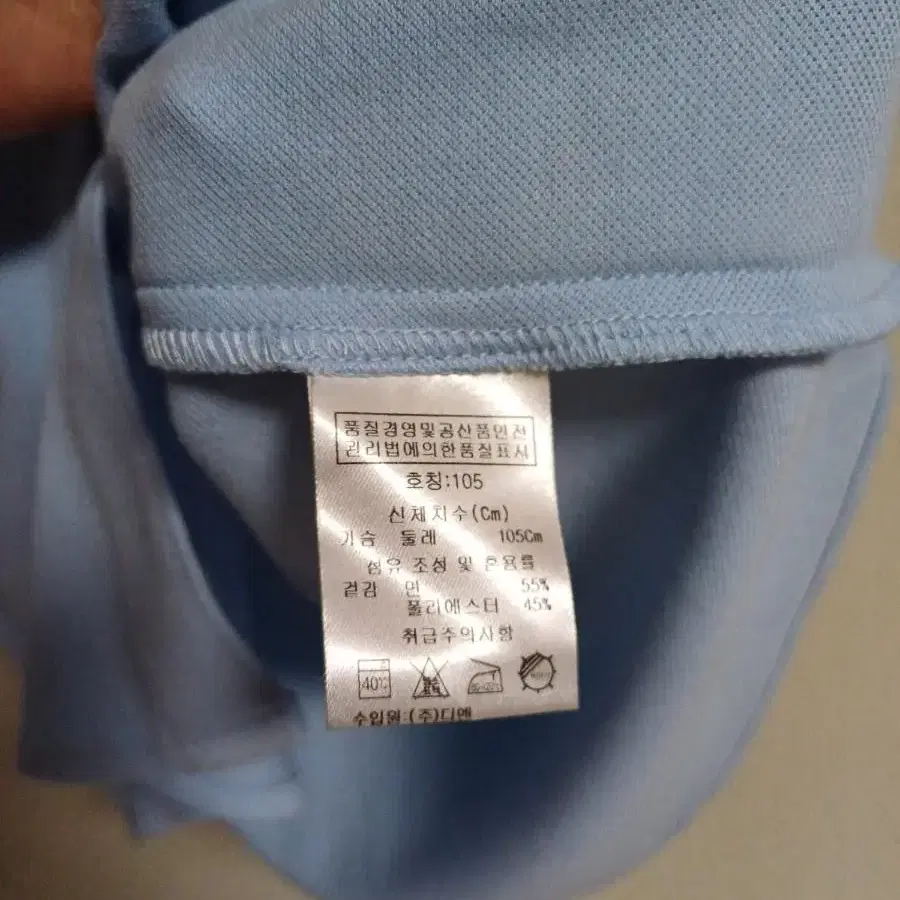 품질경영및공산품안전
관리법에의한품질표시
호칭:105
신체치수(Cm)
가슴 둘레 105Cm
섬유 조성 및 혼용률
겉감 면 55%
폴리에스터 45%
취급주의사항
40℃
수입원:(주)디앤